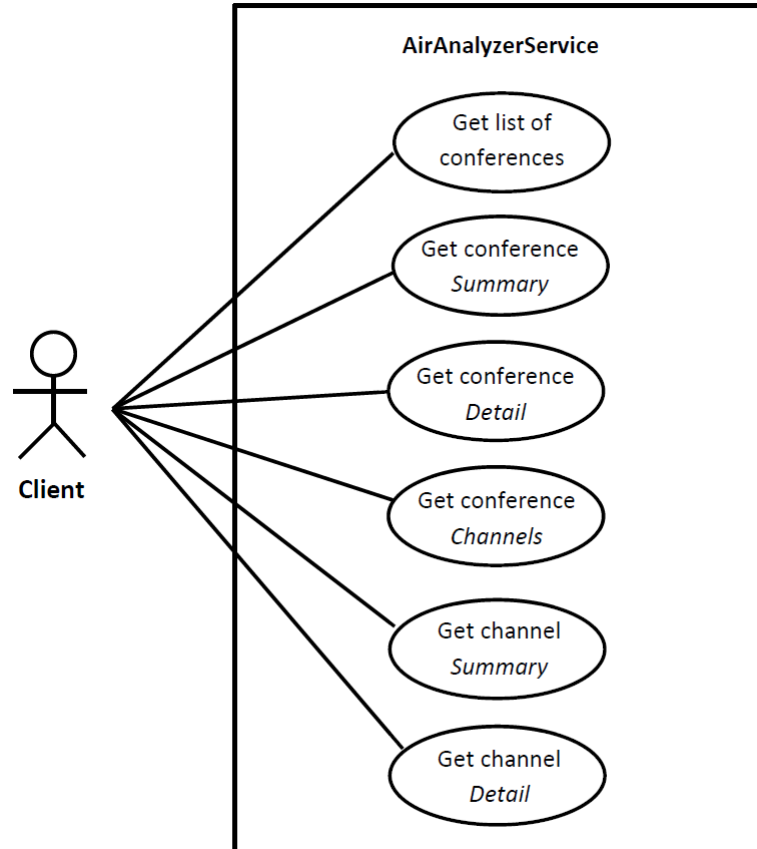 AirAnalyzerService
Get list of
conferences
Get conference
Summary
Get conference
Detail
Client
Get conference
Channels
Get channel
Summary
Get channel
Detail